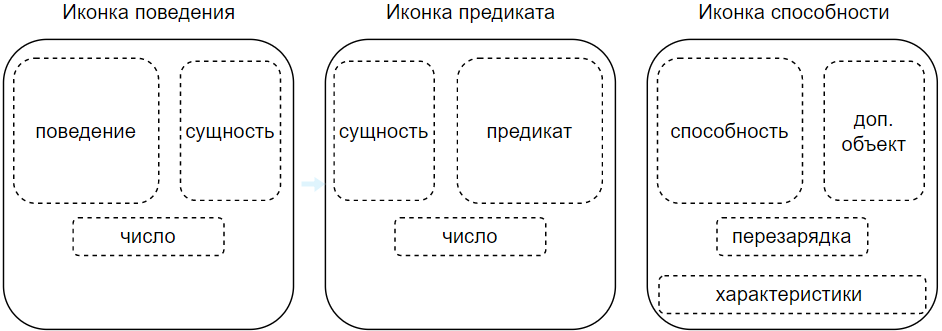 Иконка поведения
поведение
сущность
число
Иконка предиката
сущность
предикат
число
Иконка способности
способность
доп.
объект
перезарядка
характеристики